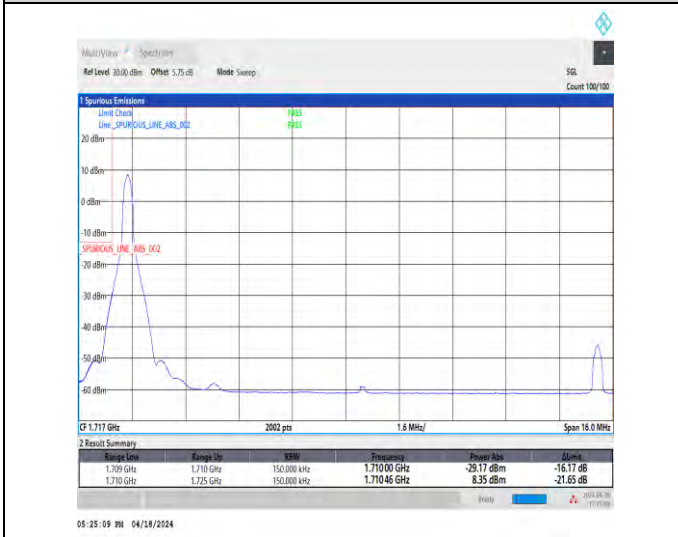 MultiView Spectrum
Ref Level 30.00 dBm Offset 5.75 dB Mode Sweep SGL
Count 100/100
1 Spurious Emissions
Limit Check PASS
Line _SPURIOUS_LINE_ABS_002 PASS
20 dBm
10 dBm
0 dBm
-10 dBm
_SPURIOUS_LINE_ABS_002
-20 dBm
-30 dBm
-40 dBm
-50 dBm
-60 dBm
CF 1.717 GHz 2002 pts 1.6 MHz/ Span 16.0 MHz
2 Result Summary
Range Low Range Up RBW Frequency Power Abs ΔLimit
1.709 GHz 1.710 GHz 150.000 kHz 1.71000 GHz -29.17 dBm -16.17 dB
1.710 GHz 1.725 GHz 150.000 kHz 1.71046 GHz 8.35 dBm -21.65 dB
05:25:09 PM 04/18/2024